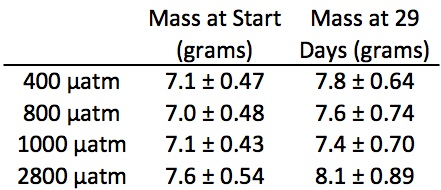 Mass at Start Mass at 29
(grams) Days (grams)
400 µatm 7.1 ± 0.47 7.8 ± 0.64
800 µatm 7.0 ± 0.48 7.6 ± 0.74
1000 µatm 7.1 ± 0.43 7.4 ± 0.70
2800 µatm 7.6 ± 0.54 8.1 ± 0.89